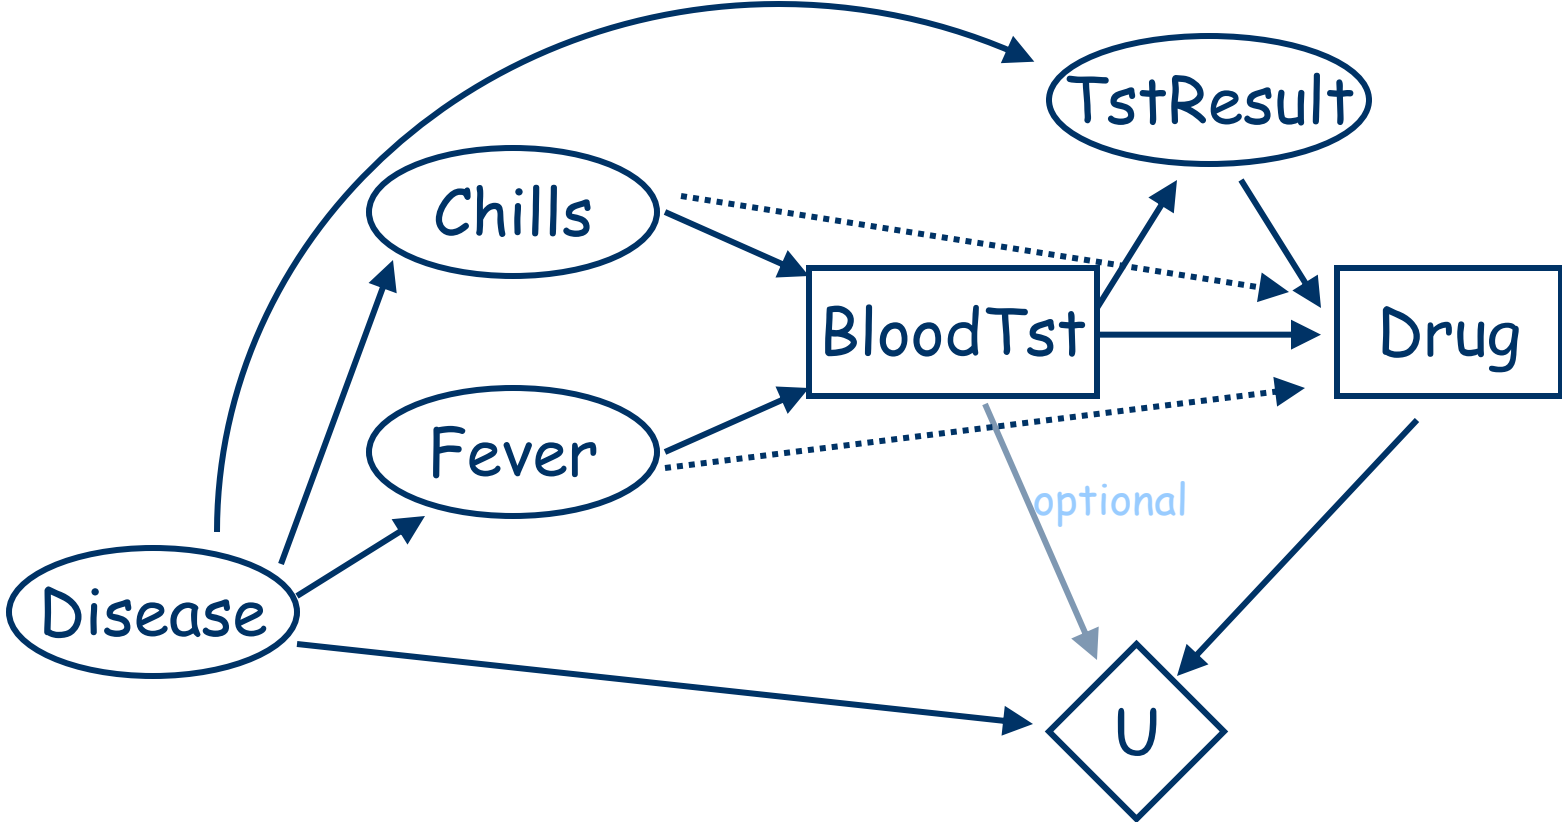 TstResult
Chills
BloodTst
Drug
Fever
optional
Disease
U